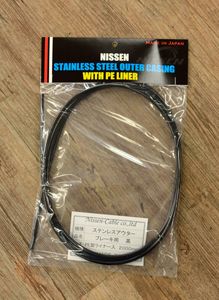 MADE IN JAPAN
NISSEN
STAINLESS STEEL OUTER CASING
WITH PE LINER
Nissen Cable co.,ltd
ステンレスアウター
ブレーキ用 黒